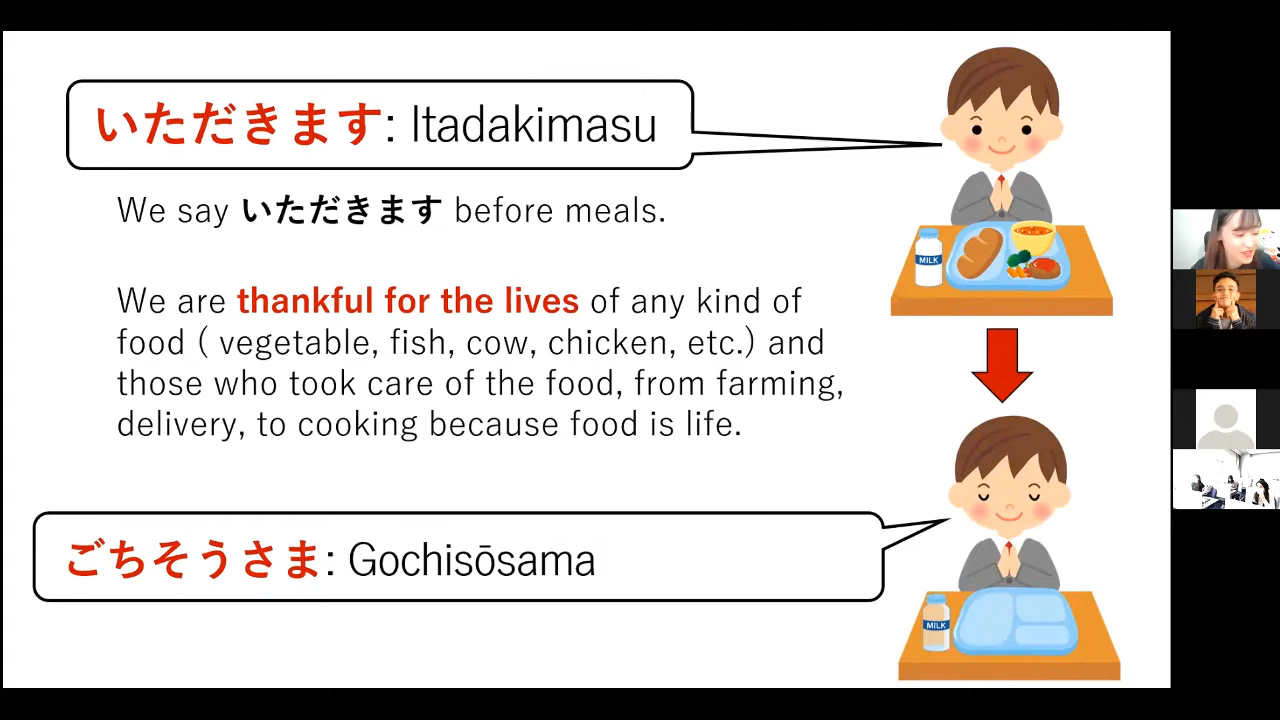 いただきます: Itadakimasu
We say いただきます before meals.
We are thankful for the lives of any kind of
food ( vegetable, fish, cow, chicken, etc.) and
those who took care of the food, from farming,
delivery, to cooking because food is life.
MILK
ごちそうさま: Gochisōsama
MILK